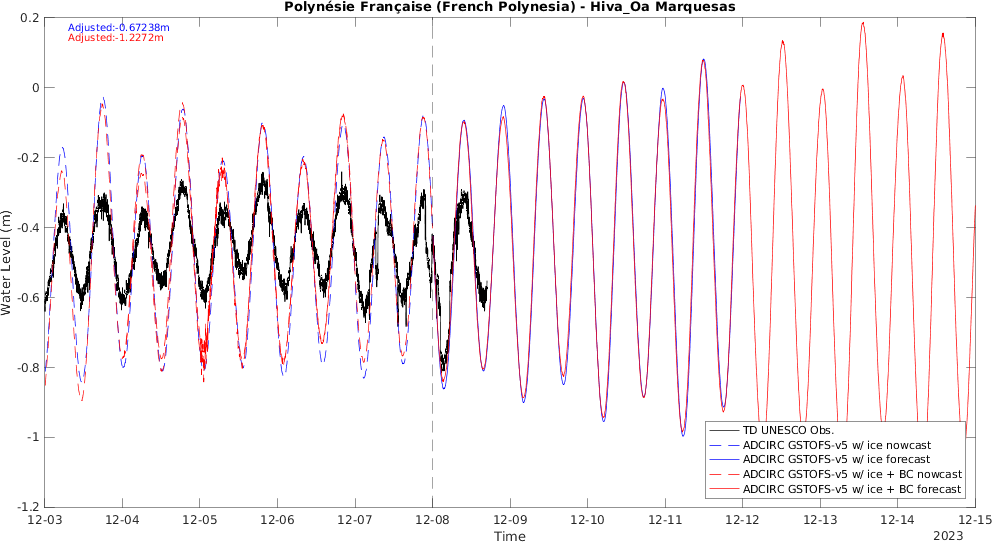 Polynésie Française (French Polynesia) - Hiva_Oa Marquesas
Adjusted:-0.67238m
Adjusted:-1.2272m
0.2
0
-0.2
-0.4
-0.6
-0.8
-1
-1.2
Water Level (m)
TD UNESCO Obs.
ADCIRC GSTOFS-v5 w/ ice nowcast
ADCIRC GSTOFS-v5 w/ ice forecast
ADCIRC GSTOFS-v5 w/ ice + BC nowcast
ADCIRC GSTOFS-v5 w/ ice + BC forecast
12-03 12-04 12-05 12-06 12-07 12-08 12-09 12-10 12-11 12-12 12-13 12-14 12-15
Time
2023